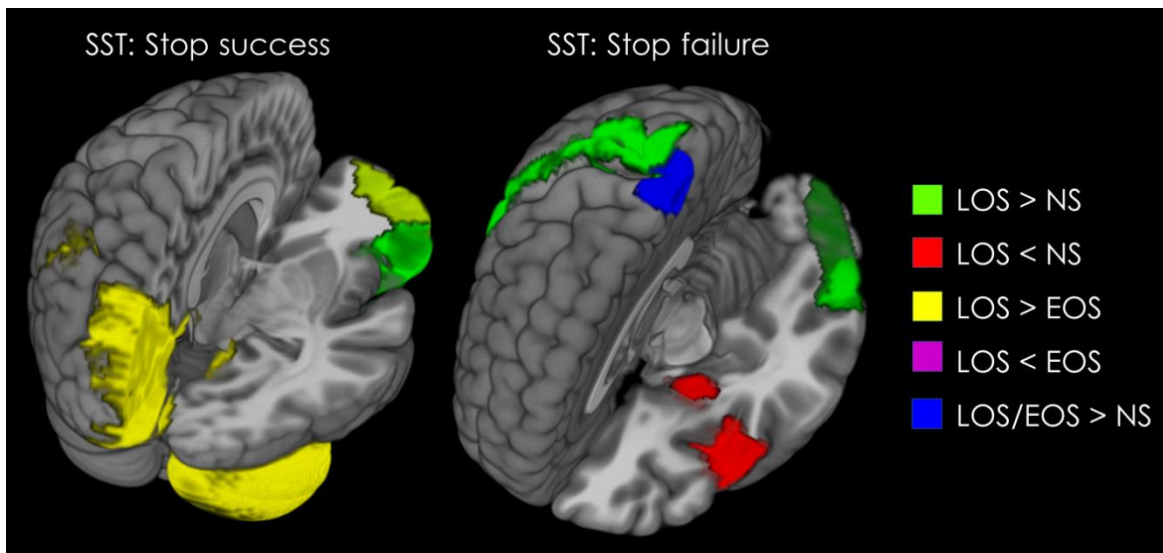 SST: Stop success
SST: Stop failure
LOS > NS
LOS < NS
LOS > EOS
LOS < EOS
LOS/EOS > NS